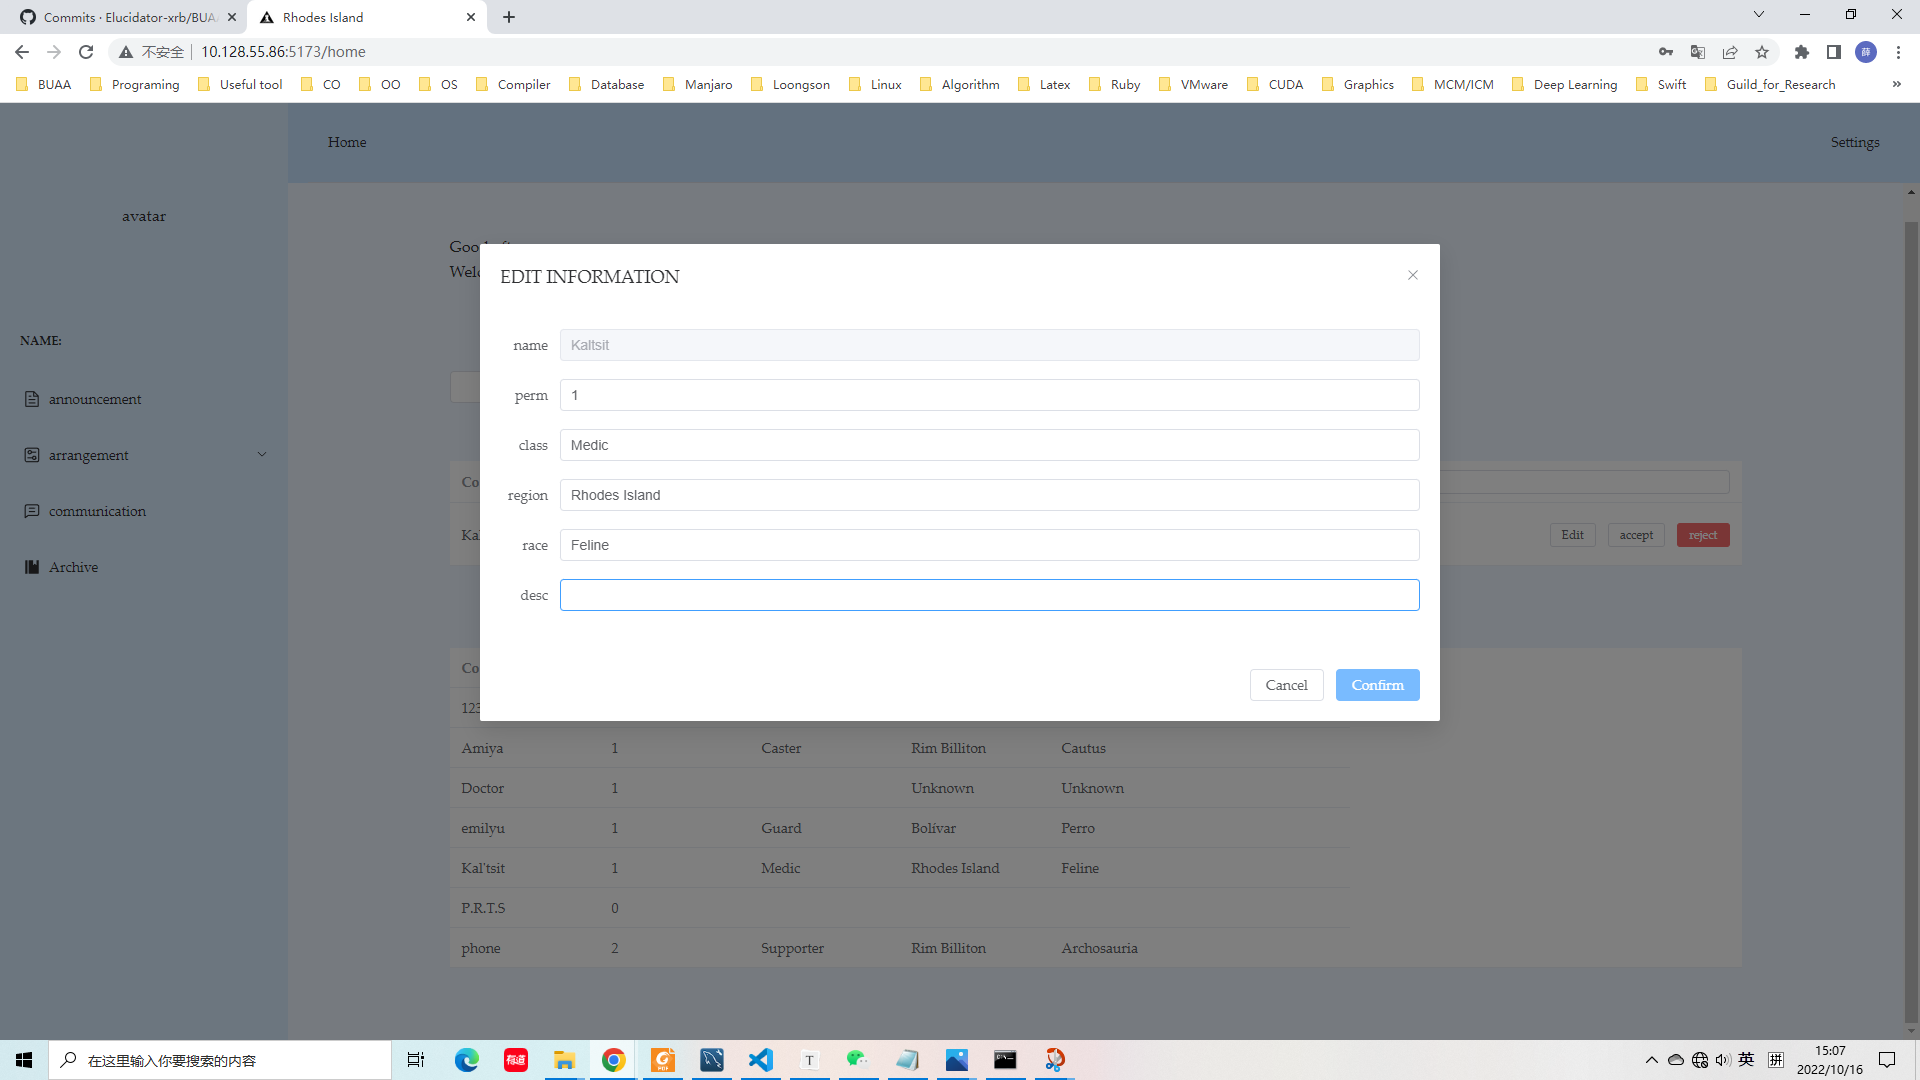 Commits · Elucidator-xrb/BUA
Rhodes Island
不安全
10.128.55.86:5173/home
BUAA
Programing
Useful tool
CO
OO
OS
Compiler
Database
Manjaro
Loongson
Linux
Algorithm
Latex
Ruby
VMware
CUDA
Graphics
MCM/ICM
Deep Learning
Swift
Guild_for_Research
»
Home
Settings
avatar
NAME:
announcement
arrangement
communication
Archive
EDIT INFORMATION
name Kaltsit
perm 1
class Medic
region Rhodes Island
race Feline
desc
Cancel Confirm
Edit accept reject
Amiya 1 Caster Rim Billiton Cautus
Doctor 1 Unknown Unknown
emilyu 1 Guard Bolívar Perro
Kal'tsit 1 Medic Rhodes Island Feline
P.R.T.S 0
phone 2 Supporter Rim Billiton Archosauria
在这里输入你要搜索的内容
英
拼
15:07
2022/10/16